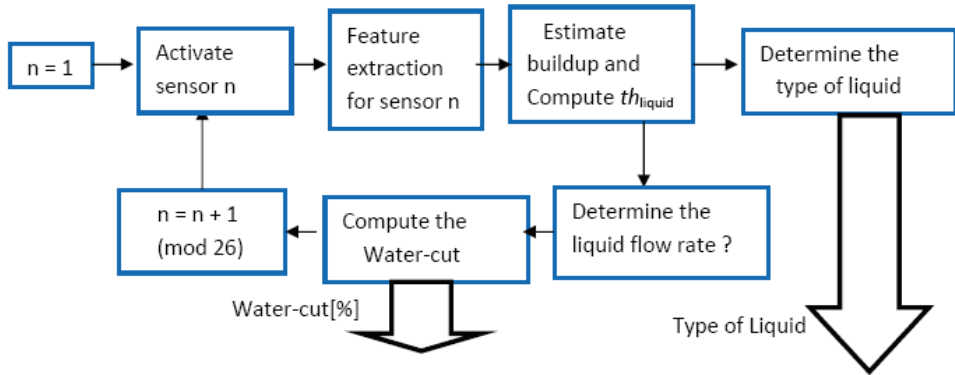 n = 1
Activate
sensor n
Feature
extraction
for sensor n
Estimate
buildup and
Compute thliquid
Determine the
type of liquid
n = n + 1
(mod 26)
Compute the
Water-cut
Determine the
liquid flow rate ?
Water-cut[%]
Type of Liquid